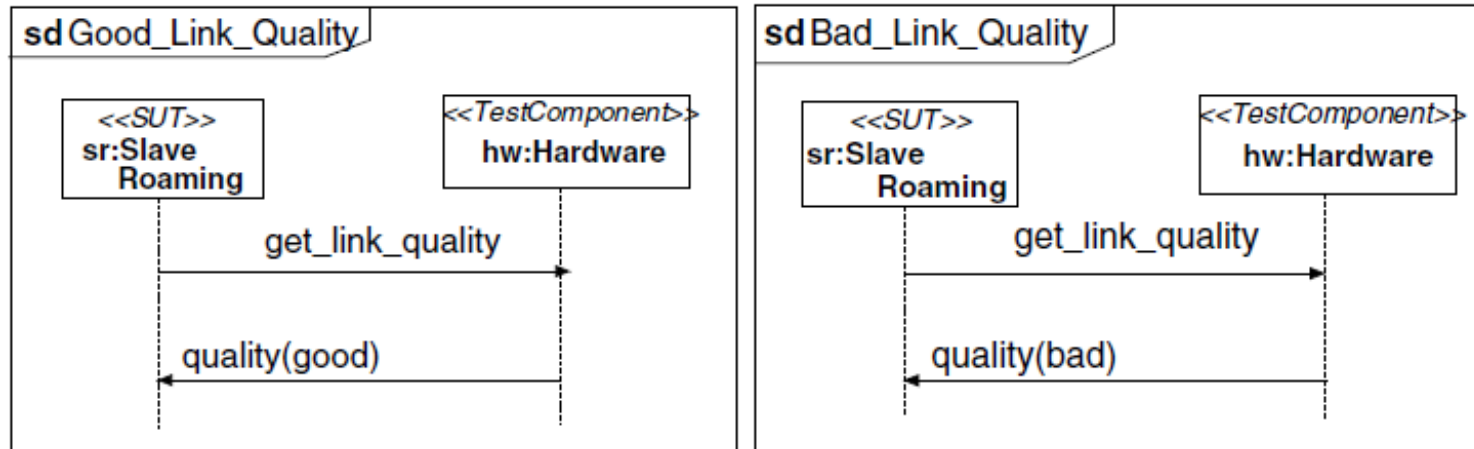 sd Good_Link_Quality
<<SUT>>
sr:Slave
Roaming
<<TestComponent>>
hw:Hardware
get_link_quality
quality(good)
sd Bad_Link_Quality
<<SUT>>
sr:Slave
Roaming
<<TestComponent>>
hw:Hardware
get_link_quality
quality(bad)